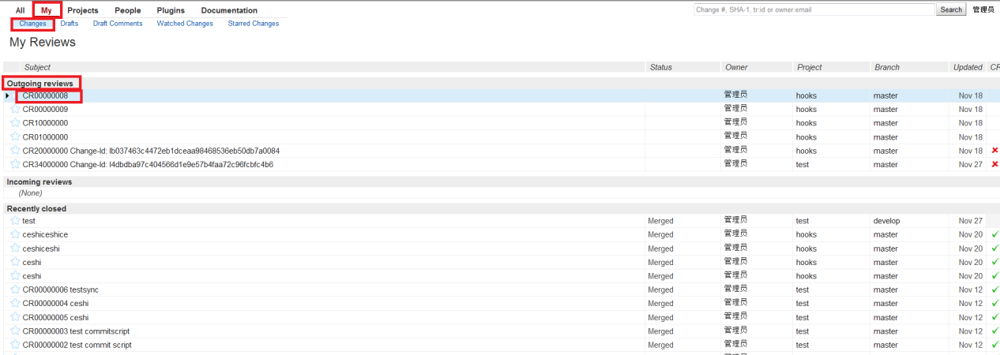 All My Projects People Plugins Documentation Change #, SHA-1, tr:id or owner:email Search 管理员
Changes Drafts Draft Comments Watched Changes Starred Changes
My Reviews
Subject Status Owner Project Branch Updated CR
Outgoing reviews
CR00000008 管理员 hooks master Nov 18
CR00000009 管理员 hooks master Nov 18
CR10000000 管理员 hooks master Nov 18
CR01000000 管理员 hooks master Nov 18
CR20000000 Change-Id: Ib037463c4472eb1dceaa98468536eb50db7a0084 管理员 hooks master Nov 18
CR34000000 Change-Id: I4dbdba97c404566d1e9e57b4faa72c96fcbfc4b6 管理员 test master Nov 27
Incoming reviews
(None)
Recently closed
test Merged 管理员 test develop Nov 27
ceshiceshice Merged 管理员 hooks master Nov 20
ceshiceshi Merged 管理员 hooks master Nov 20
ceshi Merged 管理员 hooks master Nov 20
ceshi Merged 管理员 hooks master Nov 20
CR00000006 testsync Merged 管理员 test master Nov 12
CR00000004 ceshi Merged 管理员 test master Nov 12
CR00000005 ceshi Merged 管理员 test master Nov 12
CR00000003 test commitscript Merged 管理员 test master Nov 12
CR00000002 test commit script Merged 管理员 test master Nov 12